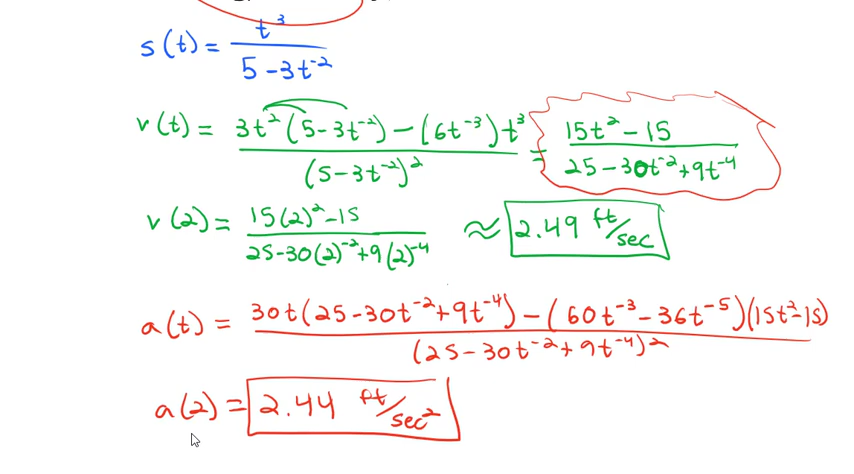 s(t) = t³ / (5 - 3t⁻²)
v(t) = (3t²(5 - 3t⁻²) - (6t⁻³)t³) / (5 - 3t⁻²)² = (15t² - 15) / (25 - 30t⁻² + 9t⁻⁴)
v(2) = (15(2)² - 15) / (25 - 30(2)⁻² + 9(2)⁻⁴) ≈ 2.49 ft/sec
a(t) = (30t(25 - 30t⁻² + 9t⁻⁴) - (60t⁻³ - 36t⁻⁵)(15t² - 15)) / (25 - 30t⁻² + 9t⁻⁴)²
a(2) = 2.44 ft/sec²